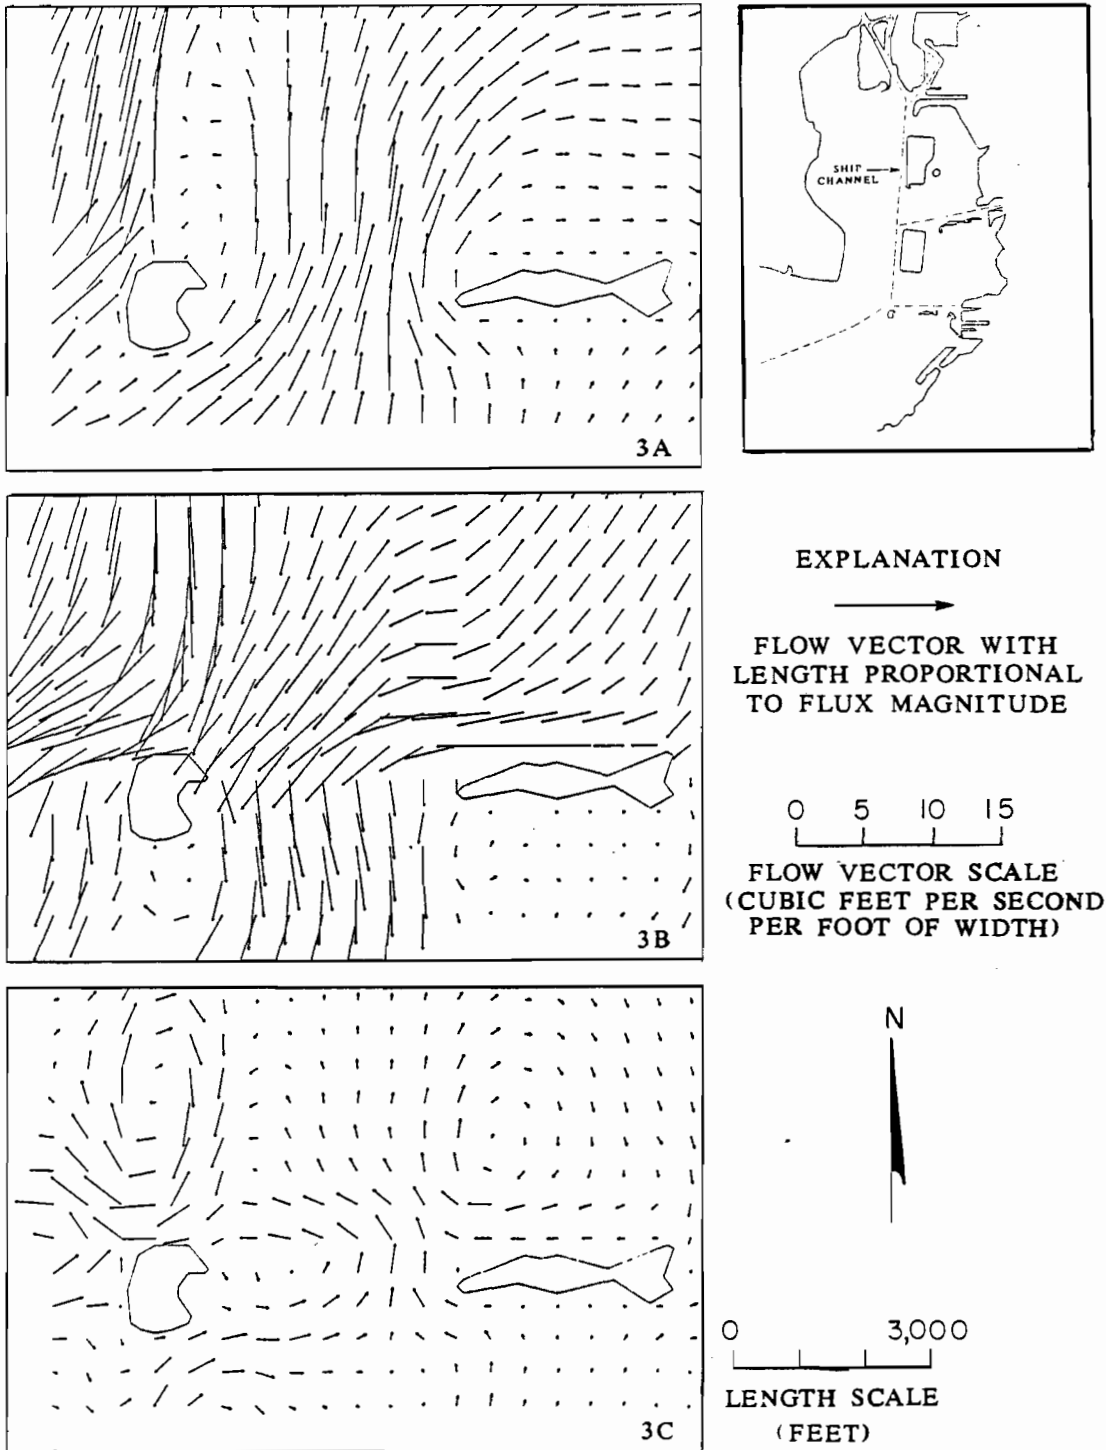 3A
SHIP
CHANNEL
3B
EXPLANATION
FLOW VECTOR WITH
LENGTH PROPORTIONAL
TO FLUX MAGNITUDE
0 5 10 15
FLOW VECTOR SCALE
(CUBIC FEET PER SECOND
PER FOOT OF WIDTH)
3C
N
0 3,000
LENGTH SCALE
(FEET)